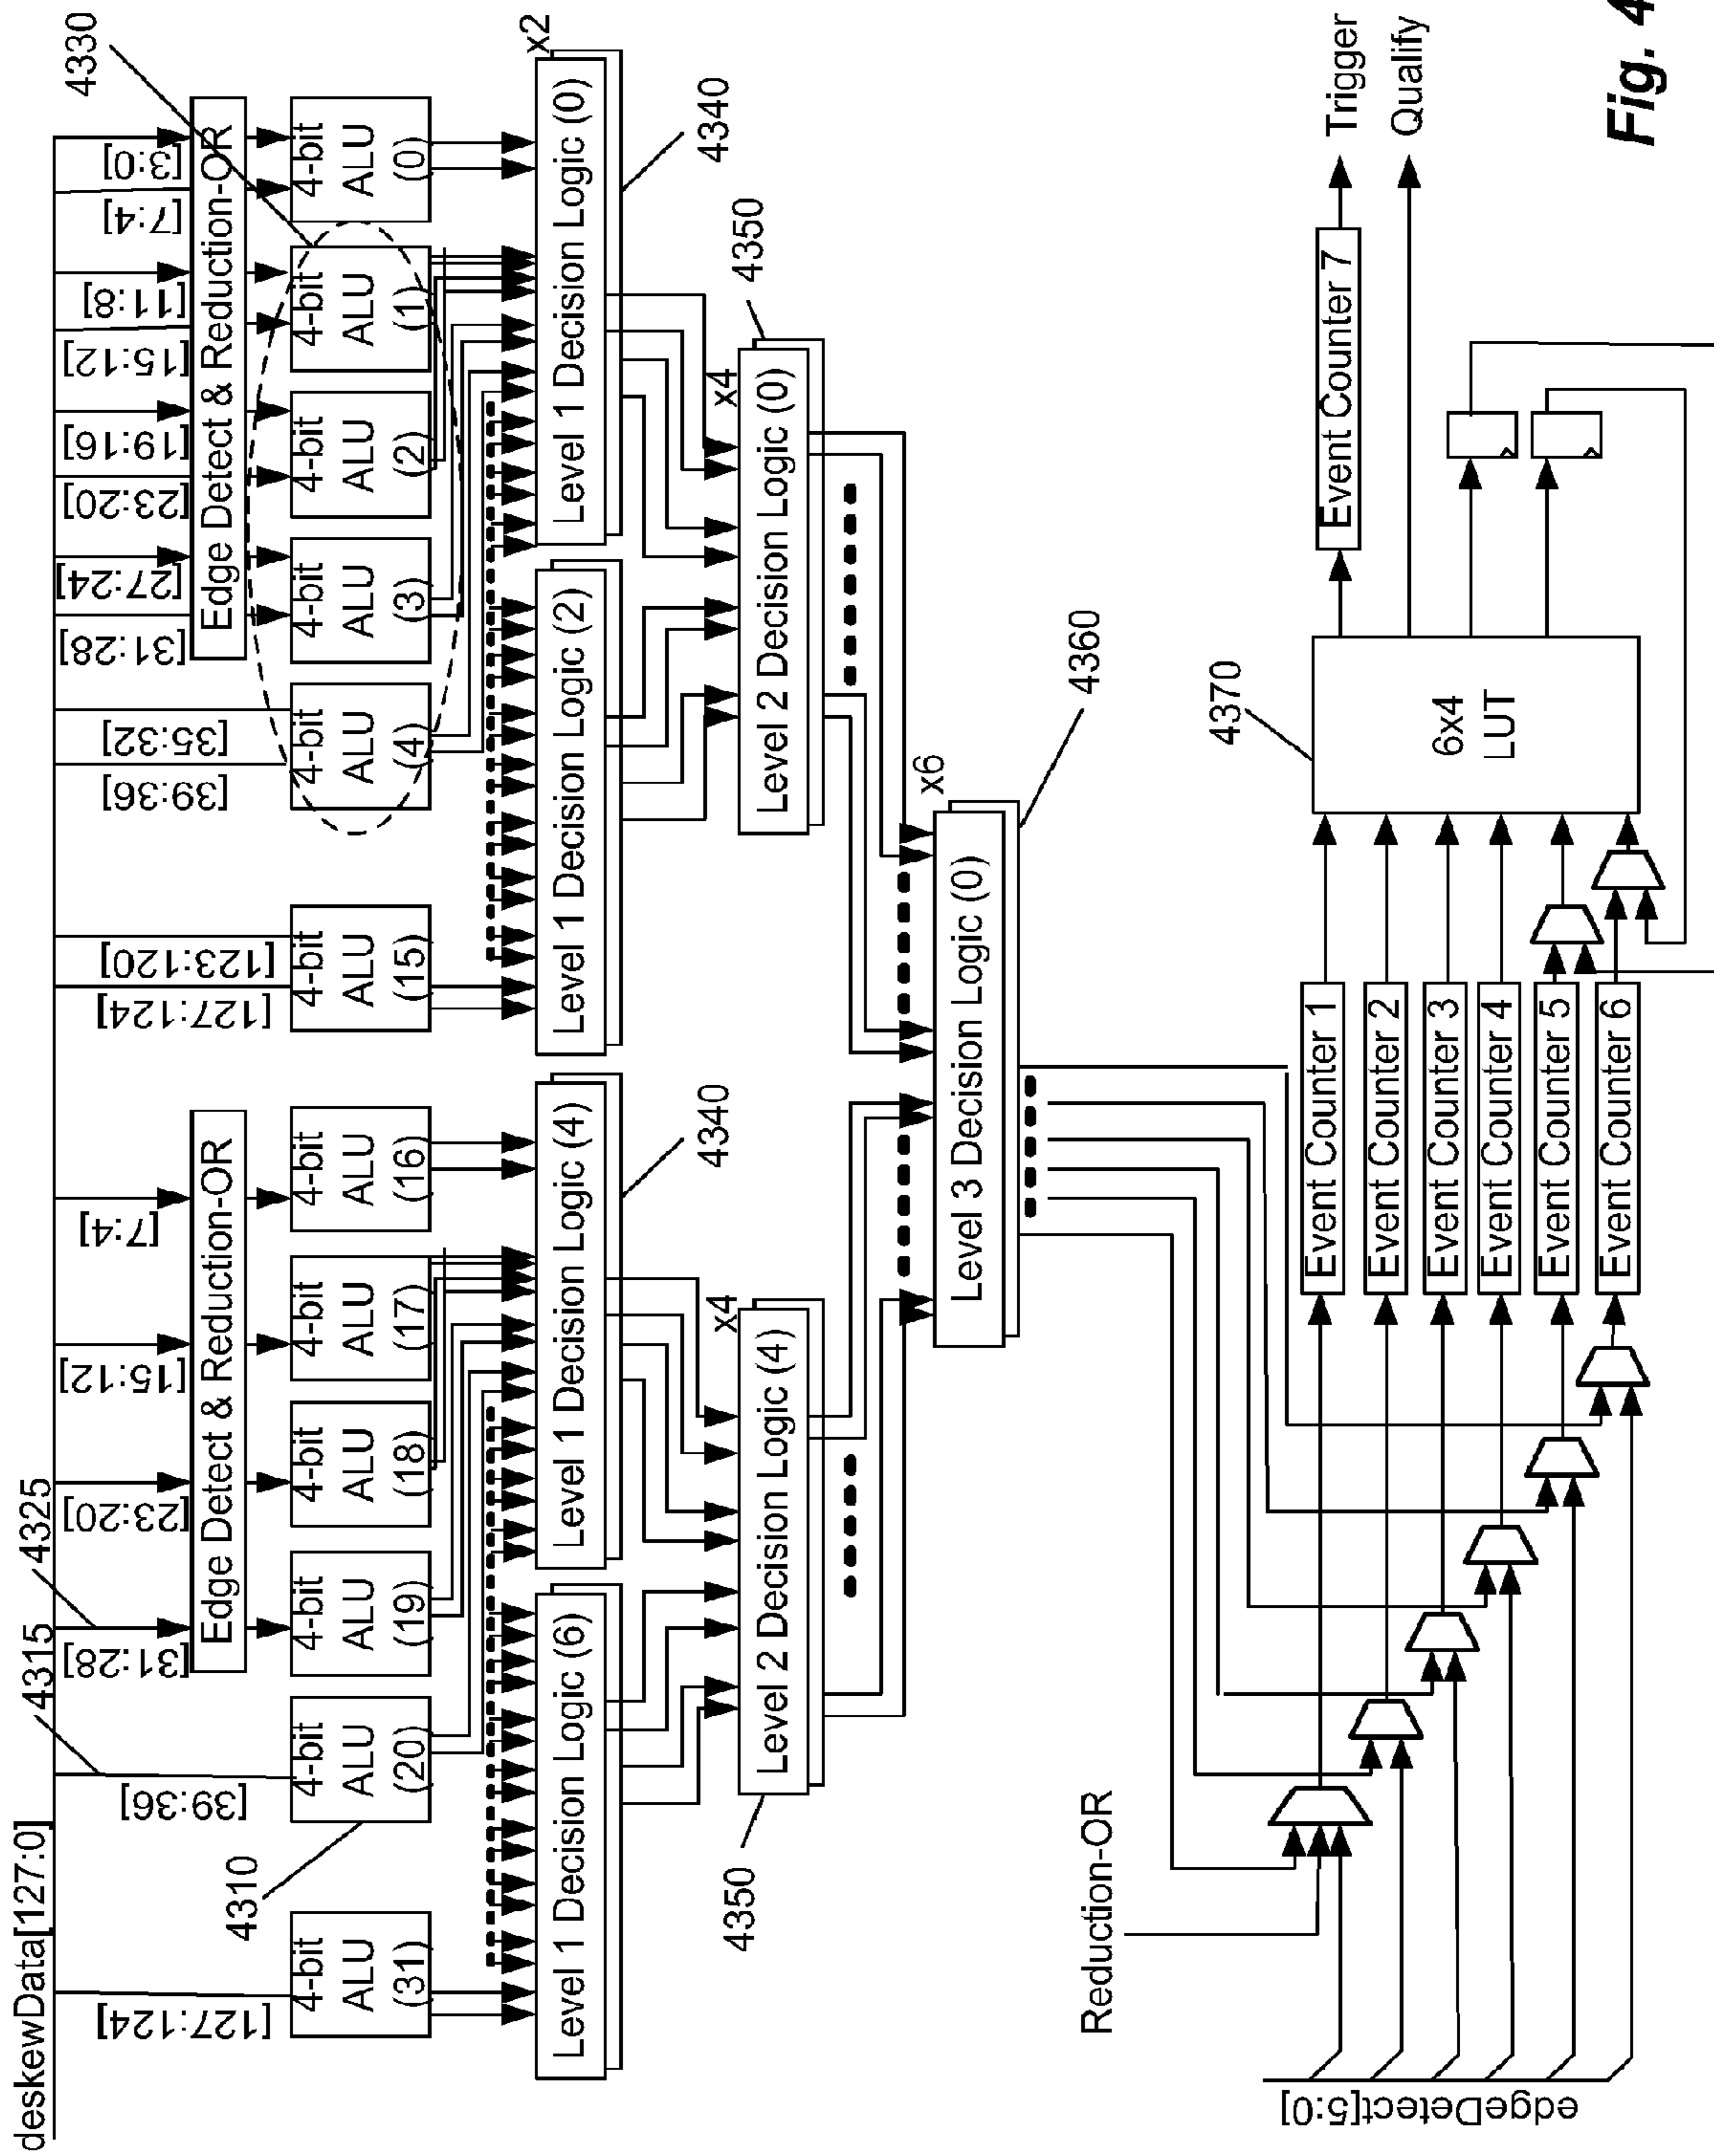 deskewData[127:0]
4315
4325
4330
[127:124]
[39:36]
[31:28]
[23:20]
[15:12]
[7:4]
[127:124]
[123:120]
[39:36]
[35:32]
[31:28]
[27:24]
[23:20]
[19:16]
[15:12]
[11:8]
[7:4]
[3:0]
Edge Detect & Reduction-OR
Edge Detect & Reduction-OR
4-bit
ALU
(31)
4-bit
ALU
(20)
4-bit
ALU
(19)
4-bit
ALU
(18)
4-bit
ALU
(17)
4-bit
ALU
(16)
4-bit
ALU
(15)
4-bit
ALU
(4)
4-bit
ALU
(3)
4-bit
ALU
(2)
4-bit
ALU
(1)
4-bit
ALU
(0)
4310
x2
Level 1 Decision Logic (6)
Level 1 Decision Logic (4)
Level 1 Decision Logic (2)
Level 1 Decision Logic (0)
4340
4340
4350
4350
x4
x4
Level 2 Decision Logic (4)
Level 2 Decision Logic (0)
x6
Level 3 Decision Logic (0)
4360
Reduction-OR
edgeDetect[5:0]
Event Counter 1
Event Counter 2
Event Counter 3
Event Counter 4
Event Counter 5
Event Counter 6
4370
6x4
LUT
Event Counter 7
Trigger
Qualify
Fig. 4